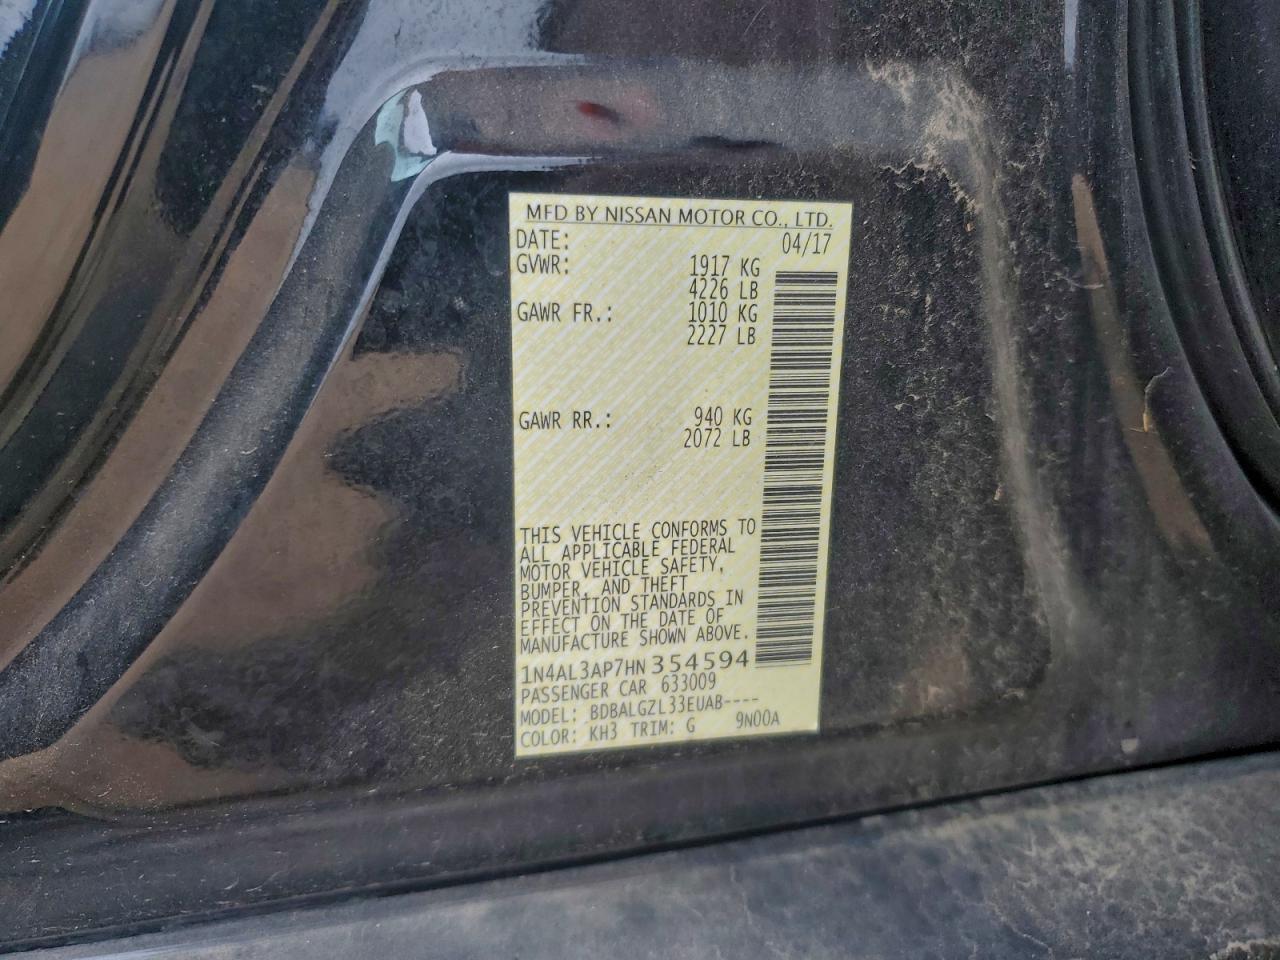 MFD BY NISSAN MOTOR CO., LTD.
DATE: 04/17
GVWR: 1917 KG
4226 LB
GAWR FR.: 1010 KG
2227 LB
GAWR RR.: 940 KG
2072 LB
THIS VEHICLE CONFORMS TO
ALL APPLICABLE FEDERAL
MOTOR VEHICLE SAFETY,
BUMPER, AND THEFT
PREVENTION STANDARDS IN
EFFECT ON THE DATE OF
MANUFACTURE SHOWN ABOVE.
1N4AL3AP7HN354594
PASSENGER CAR 633009
MODEL: BDBALGZL33EUAB----
COLOR: KH3 TRIM: G 9N00A